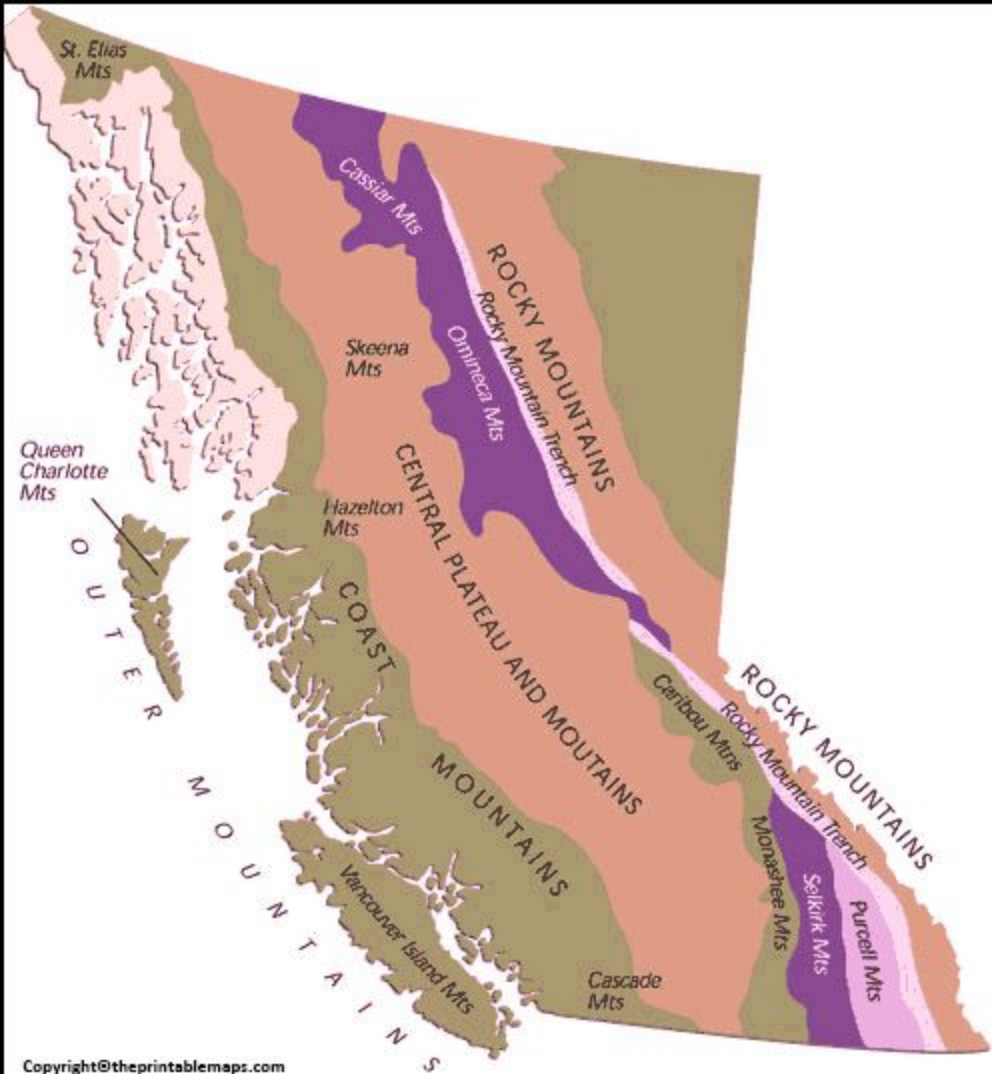 St. Elias
Mts
Cassiar Mts
ROCKY MOUNTAINS
Rocky Mountain Trench
Skeena
Mts
Omineca Mts
Queen
Charlotte
Mts
Hazelton
Mts
CENTRAL PLATEAU AND MOUTAINS
COAST
MOUNTAINS
OUTER
MOUNTAINS
Caribou Mtns
Rocky Mountain Trench
ROCKY MOUNTAINS
Monashee Mts
Selkirk Mts
Purcell Mts
Vancouver Island Mts
Cascade
Mts
Copyright©theprintablemaps.com